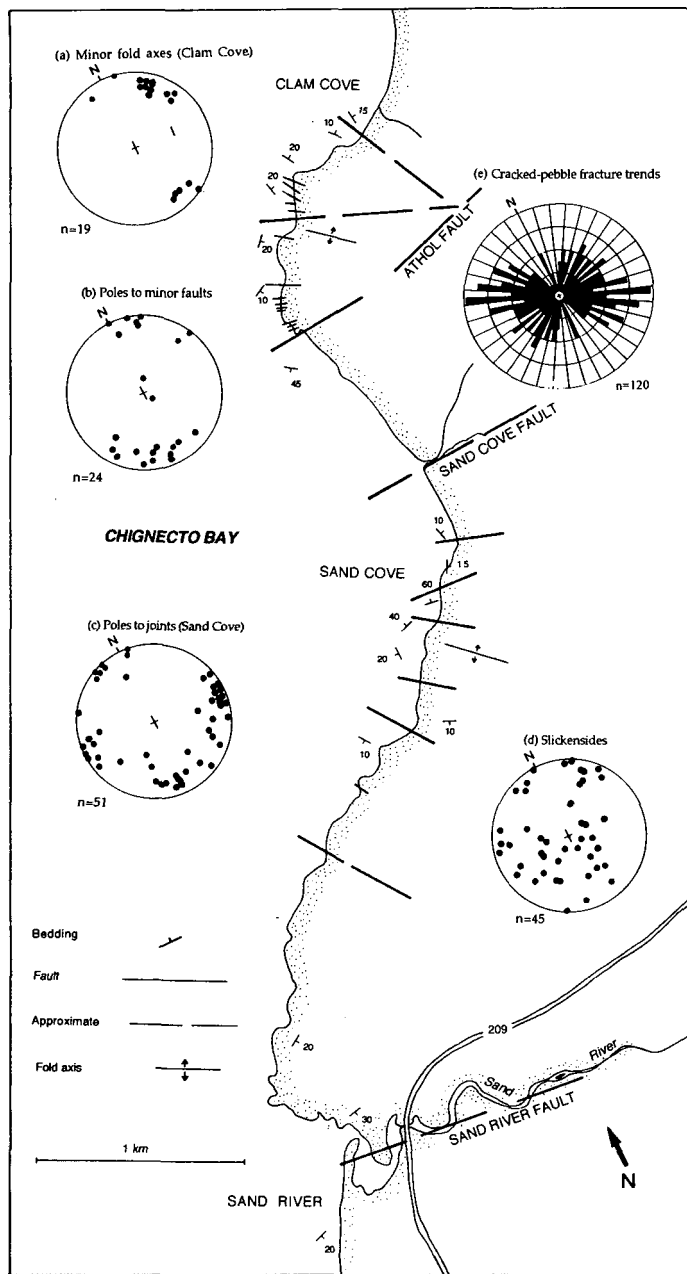 (a) Minor fold axes (Clam Cove)
N
n=19
CLAM COVE
15
10
20
20
20
10
45
ATHOL FAULT
(e) Cracked-pebble fracture trends
N
n=120
(b) Poles to minor faults
N
n=24
SAND COVE FAULT
CHIGNECTO BAY
SAND COVE
10
15
60
40
20
10
10
(c) Poles to joints (Sand Cove)
N
n=51
(d) Slickensides
N
n=45
Bedding
Fault
Approximate
Fold axis
1 km
209
Sand River
SAND RIVER FAULT
20
30
SAND RIVER
20
N